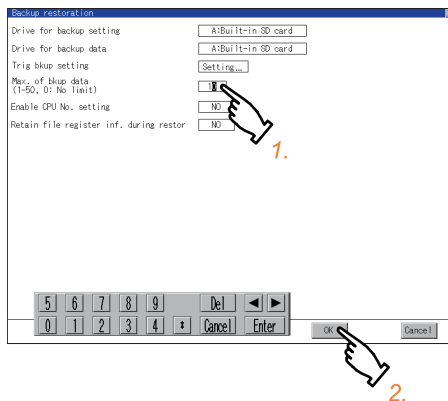 Backup restoration
Drive for backup setting A:Built-in SD card
Drive for backup data A:Built-in SD card
Trig bkup setting Setting...
Max. of bkup data
(1-50, 0: No limit)
Enable CPU No. setting NO
Retain file register inf. during restor NO
1.
5 6 7 8 9 Del ◄ ►
0 1 2 3 4 Cancel Enter
OK Cancel
2.